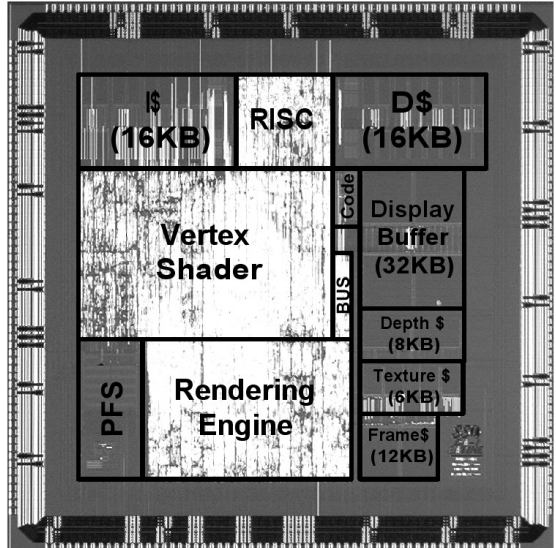 I$
(16KB)
RISC
D$
(16KB)
Vertex
Shader
Code
Display
Buffer
(32KB)
BUS
Depth $
(8KB)
Texture $
(6KB)
PFS
Rendering
Engine
Frame$
(12KB)